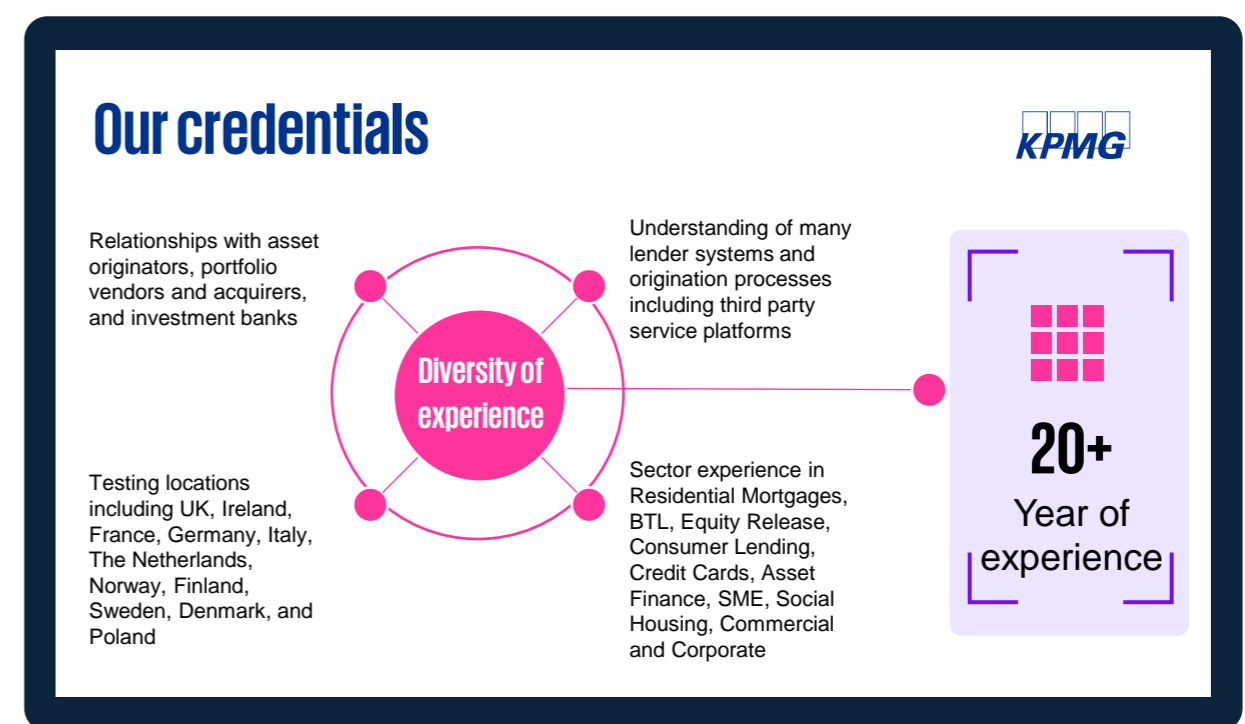 Our credentials
KPMG
Relationships with asset
originators, portfolio
vendors and acquirers,
and investment banks
Understanding of many
lender systems and
origination processes
including third party
service platforms
Diversity of
experience
Testing locations
including UK, Ireland,
France, Germany, Italy,
The Netherlands,
Norway, Finland,
Sweden, Denmark, and
Poland
Sector experience in
Residential Mortgages,
BTL, Equity Release,
Consumer Lending,
Credit Cards, Asset
Finance, SME, Social
Housing, Commercial
and Corporate
20+
Year of
experience